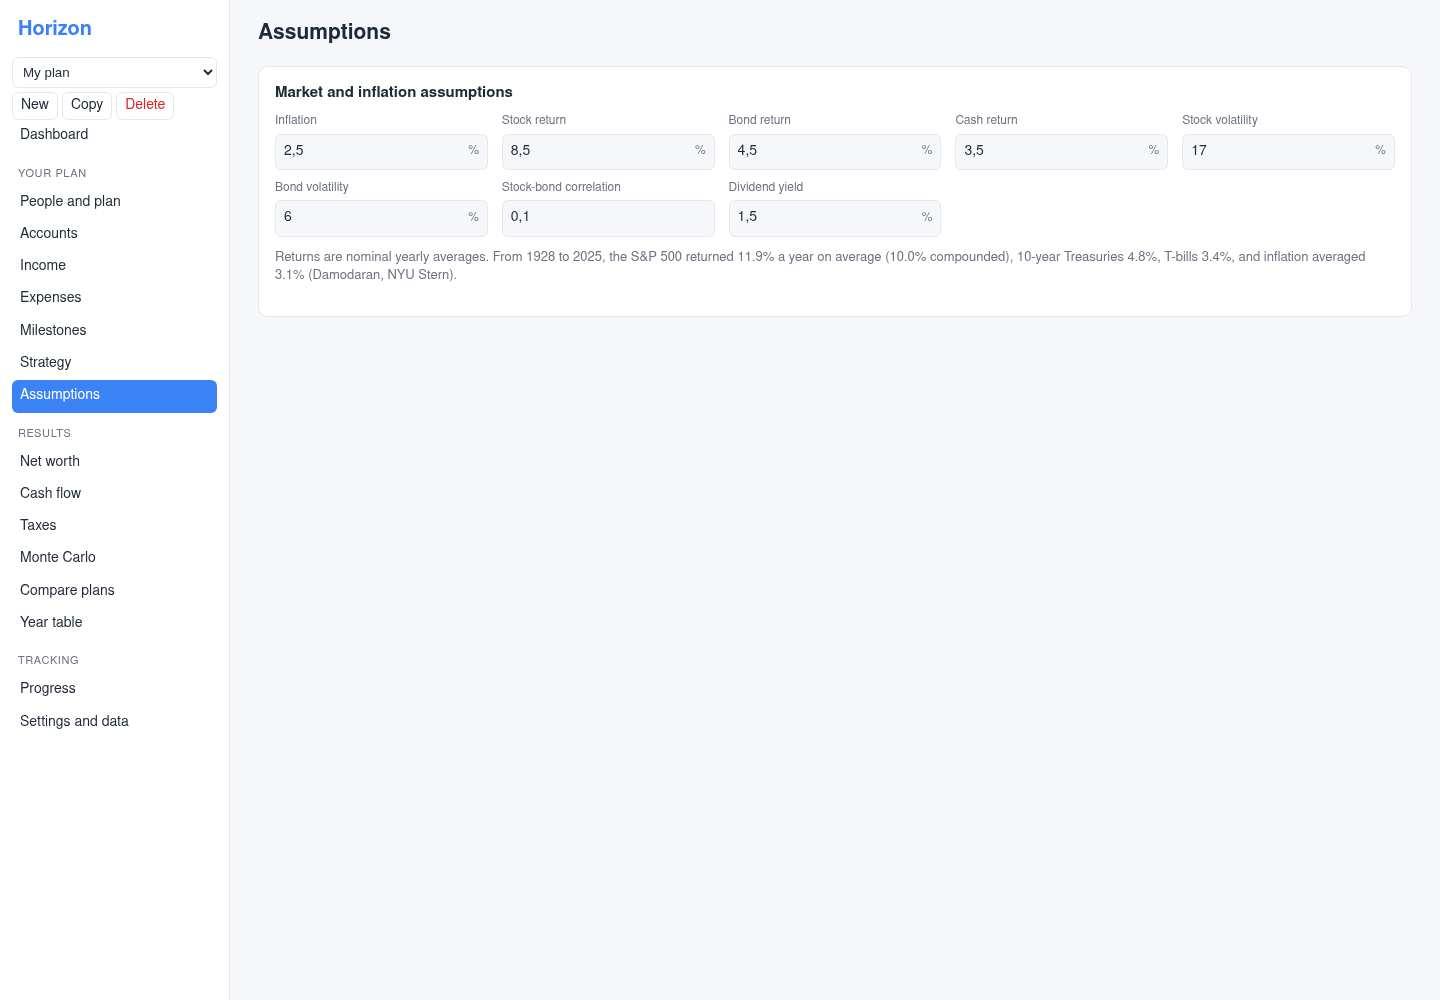 Horizon
My plan
New Copy Delete
Dashboard
YOUR PLAN
People and plan
Accounts
Income
Expenses
Milestones
Strategy
Assumptions
RESULTS
Net worth
Cash flow
Taxes
Monte Carlo
Compare plans
Year table
TRACKING
Progress
Settings and data
Assumptions
Market and inflation assumptions
Inflation Stock return Bond return Cash return Stock volatility
2,5 % 8,5 % 4,5 % 3,5 % 17 %
Bond volatility Stock-bond correlation Dividend yield
6 % 0,1 1,5 %
Returns are nominal yearly averages. From 1928 to 2025, the S&P 500 returned 11.9% a year on average (10.0% compounded), 10-year Treasuries 4.8%, T-bills 3.4%, and inflation averaged
3.1% (Damodaran, NYU Stern).